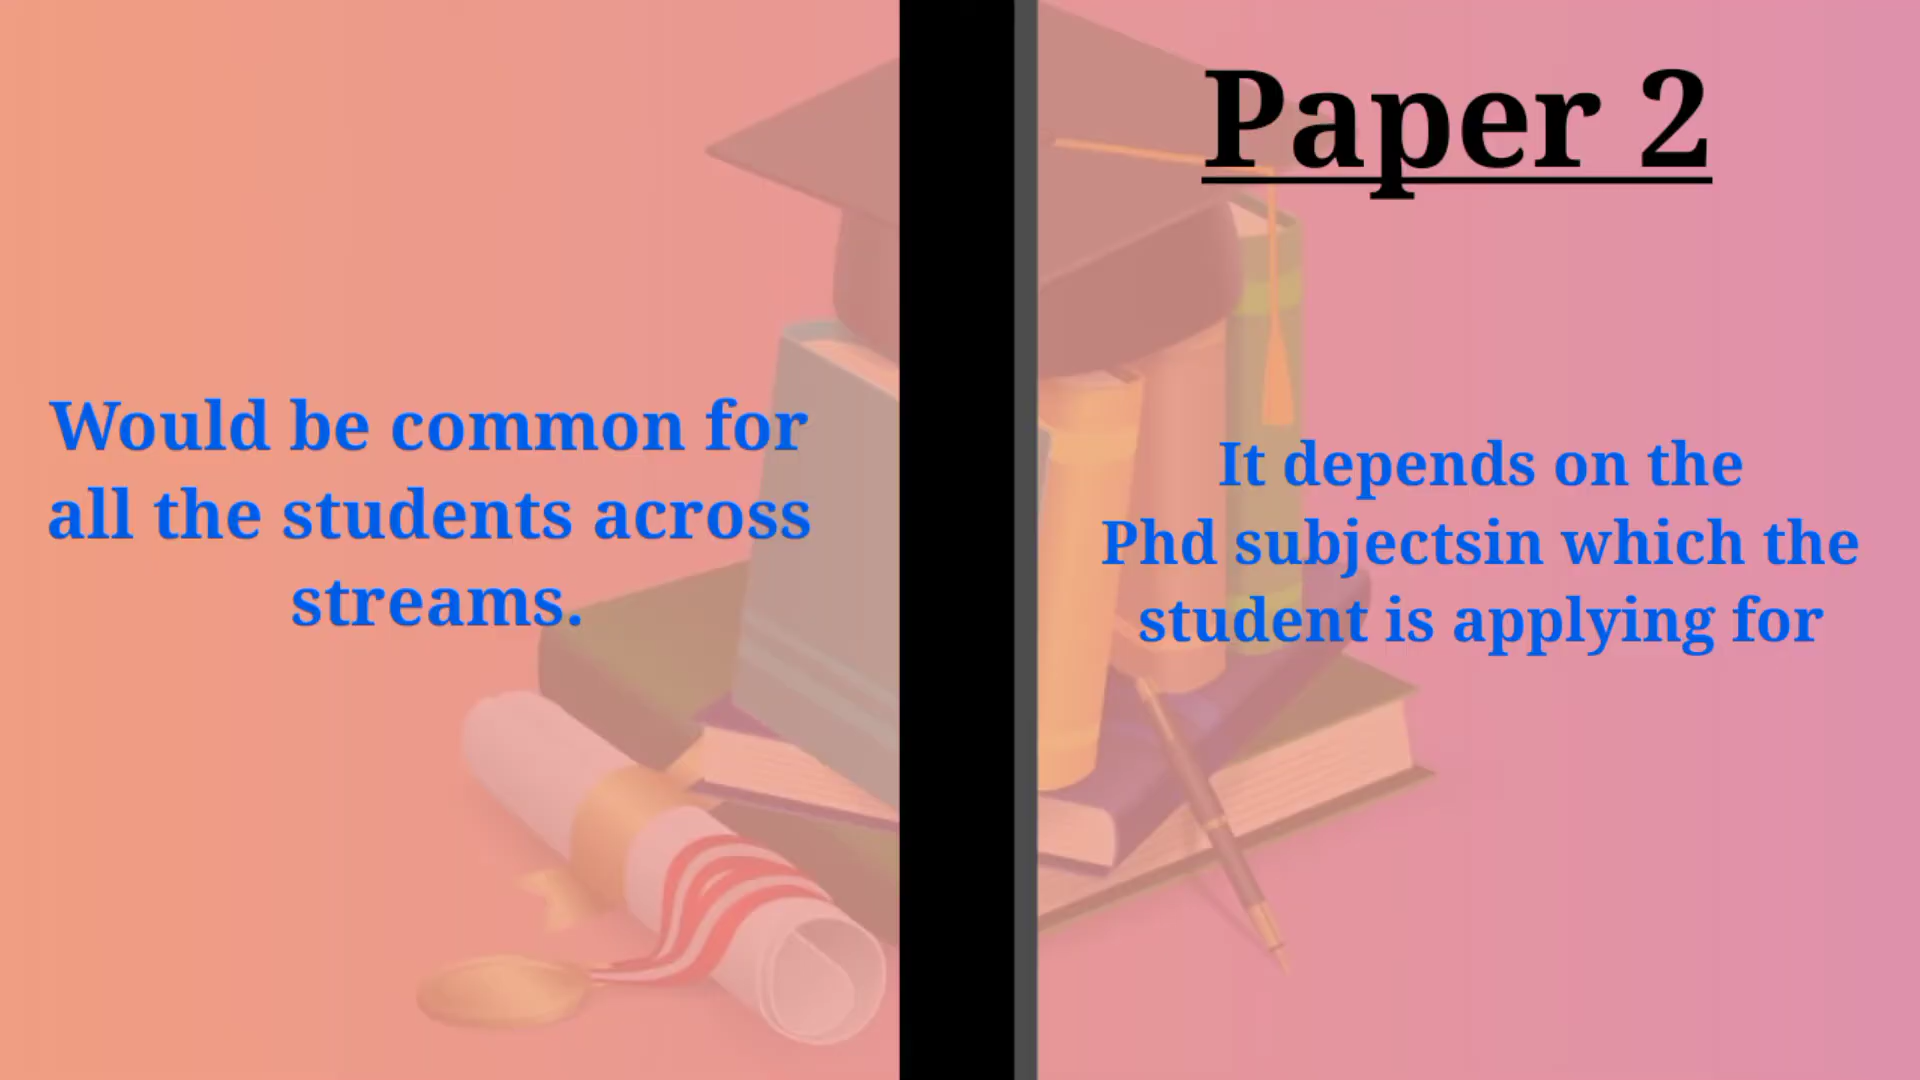 Would be common for
all the students across
streams.
Paper 2
It depends on the
Phd subjectsin which the
student is applying for